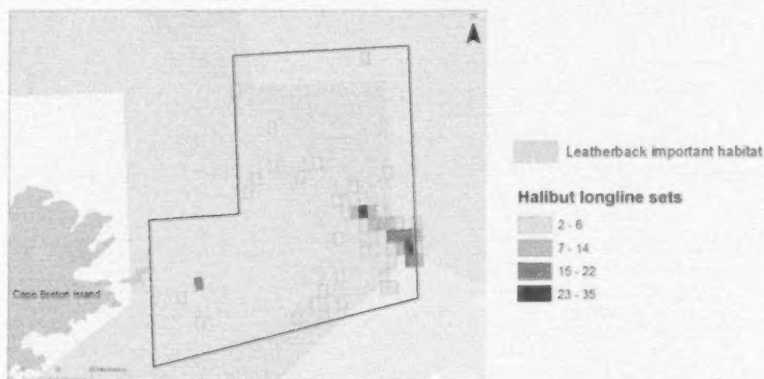 Cape Breton Island
Leatherback important habitat
Halibut longline sets
2 - 6
7 - 14
15 - 22
23 - 35